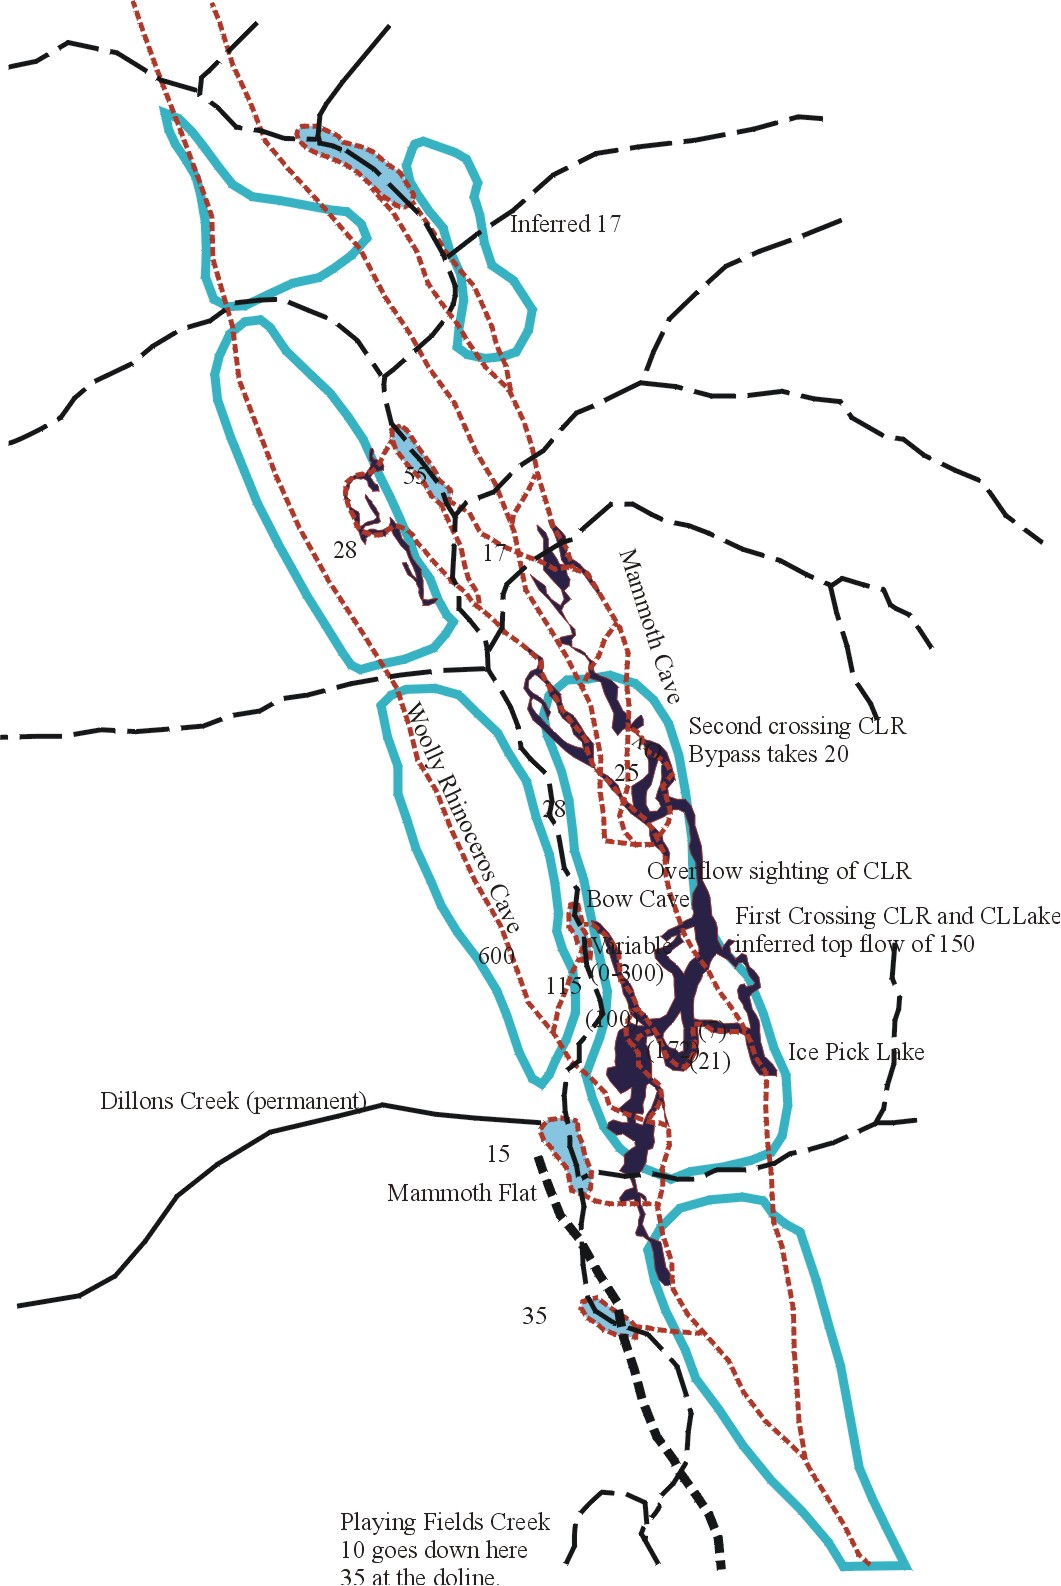 Inferred 17
55
28
17
Mammoth Cave
Second crossing CLR
Bypass takes 20
25
28
Woolly Rhinoceros Cave
Overflow sighting of CLR
Bow Cave
First Crossing CLR and CLLake
inferred top flow of 150
Variable
(0-300)
600
115
(200)
(7)
(172)
(21)
Ice Pick Lake
Dillons Creek (permanent)
15
Mammoth Flat
35
Playing Fields Creek
10 goes down here
35 at the doline.